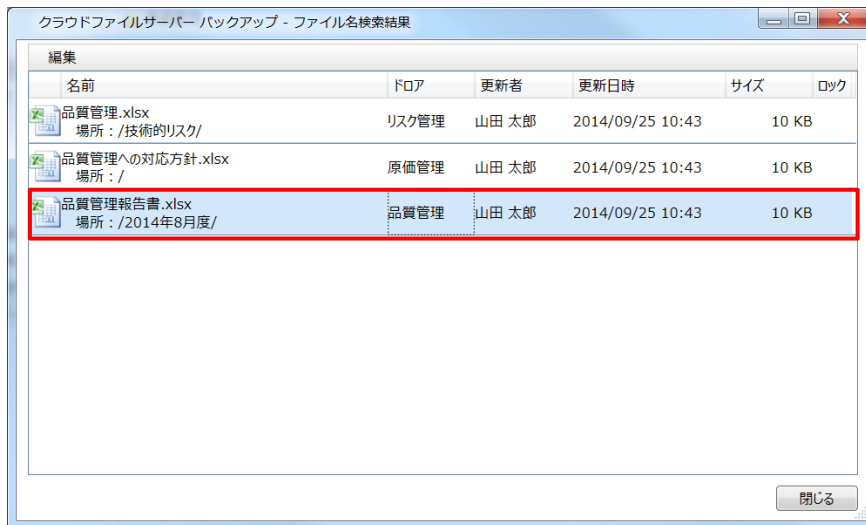 クラウドファイルサーバー バックアップ - ファイル名検索結果
編集
名前 ドロア 更新者 更新日時 サイズ ロック
品質管理.xlsx
場所：/技術的リスク/
リスク管理 山田 太郎 2014/09/25 10:43 10 KB
品質管理への対応方針.xlsx
場所：/
原価管理 山田 太郎 2014/09/25 10:43 10 KB
品質管理報告書.xlsx
場所：/2014年8月度/
品質管理 山田 太郎 2014/09/25 10:43 10 KB
閉じる